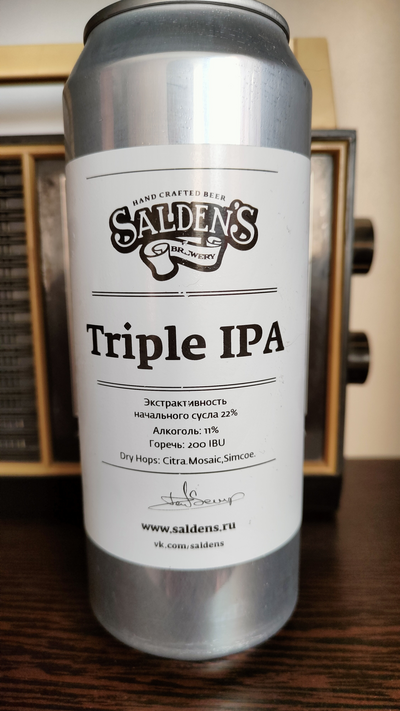 HAND CRAFTED BEER
SALDEN'S
BREWERY
Triple IPA
Экстрактивность
начального сусла 22%
Алкоголь: 11%
Горечь: 200 IBU
Dry Hops: Citra.Mosaic,Simcoe.
www.saldens.ru
vk.com/saldens